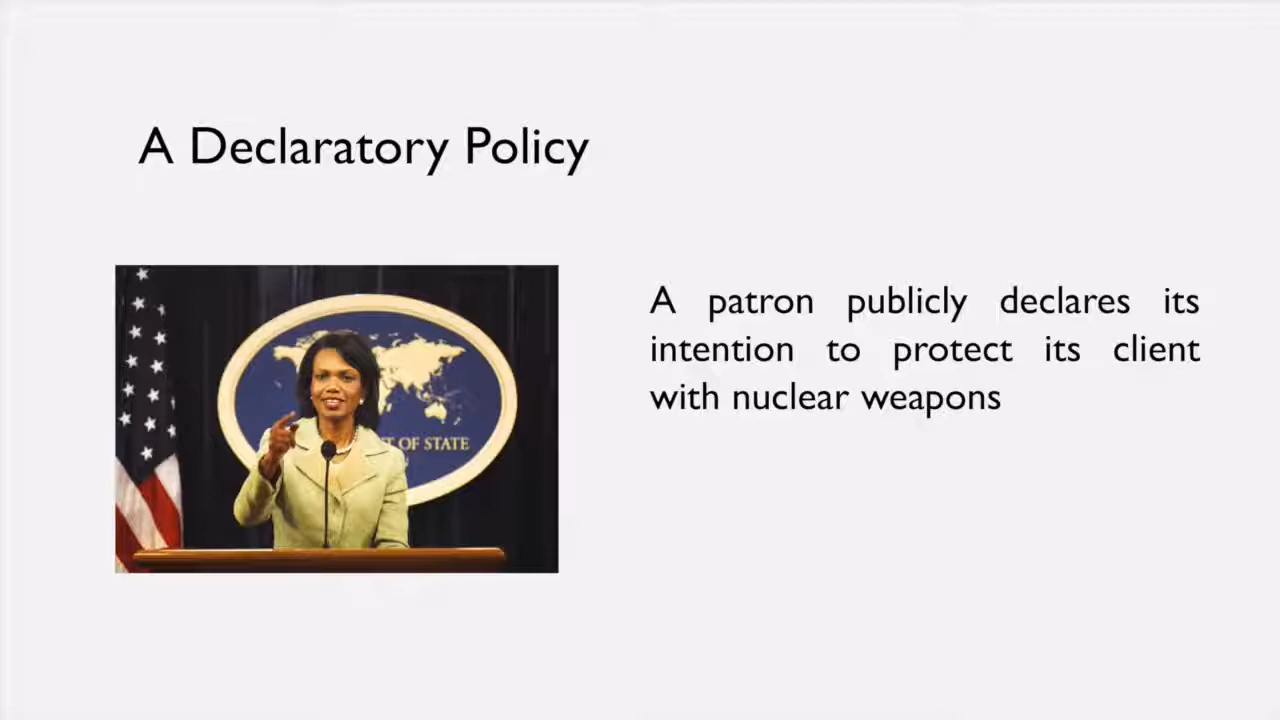 A Declaratory Policy
A patron publicly declares its
intention to protect its client
with nuclear weapons
T OF STATE